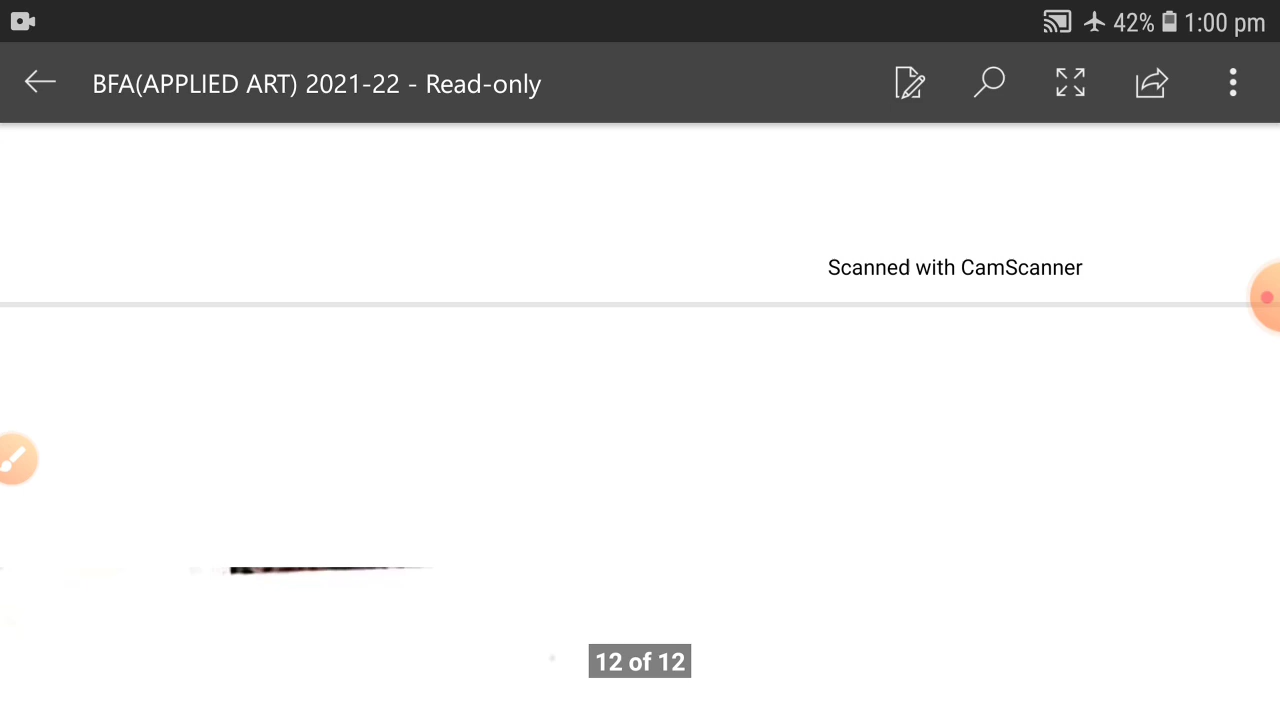 42% 1:00 pm
BFA(APPLIED ART) 2021-22 - Read-only
Scanned with CamScanner
12 of 12